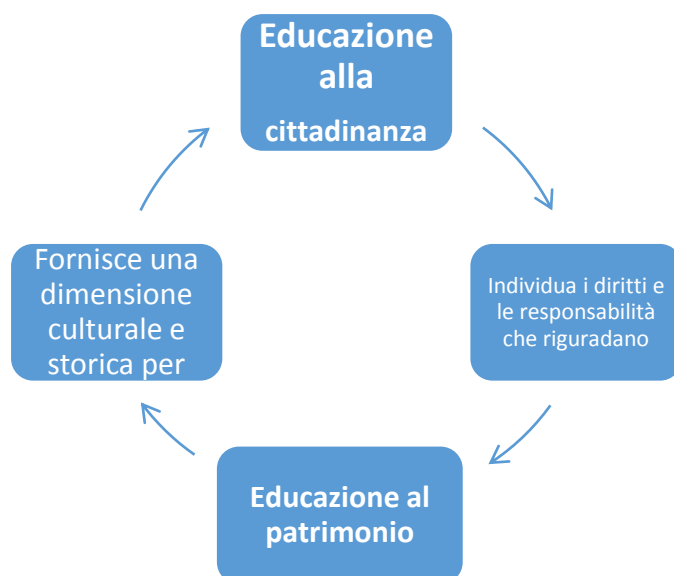 Educazione
alla
cittadinanza
Individua i diritti e
le responsabilità
che riguradano
Educazione al
patrimonio
Fornisce una
dimensione
culturale e
storica per